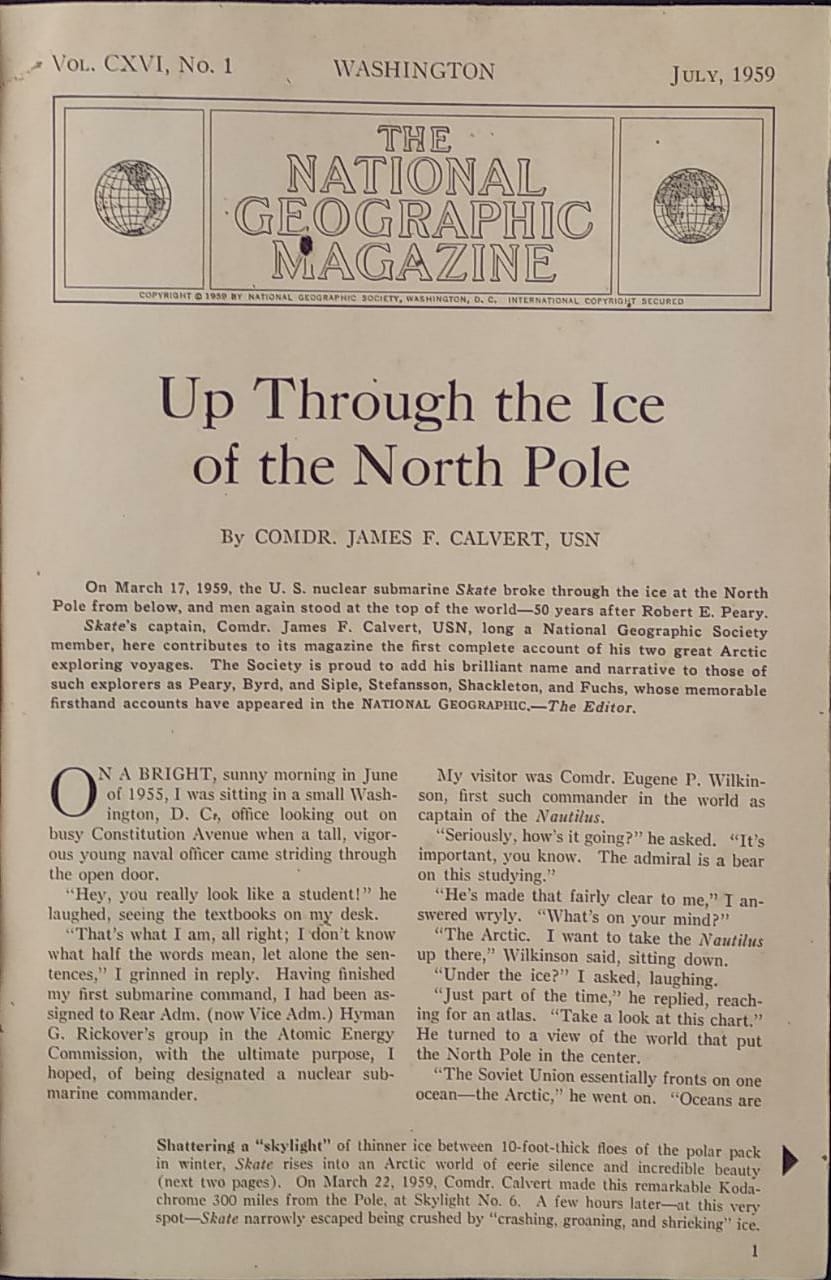 VOL. CXVI, No. 1 WASHINGTON JULY, 1959
THE
NATIONAL
GEOGRAPHIC
MAGAZINE
COPYRIGHT © 1959 BY NATIONAL GEOGRAPHIC SOCIETY, WASHINGTON, D. C. INTERNATIONAL COPYRIGHT SECURED
Up Through the Ice
of the North Pole
By COMDR. JAMES F. CALVERT, USN
On March 17, 1959, the U. S. nuclear submarine Skate broke through the ice at the North
Pole from below, and men again stood at the top of the world—50 years after Robert E. Peary.
Skate's captain, Comdr. James F. Calvert, USN, long a National Geographic Society
member, here contributes to its magazine the first complete account of his two great Arctic
exploring voyages. The Society is proud to add his brilliant name and narrative to those of
such explorers as Peary, Byrd, and Siple, Stefansson, Shackleton, and Fuchs, whose memorable
firsthand accounts have appeared in the NATIONAL GEOGRAPHIC.—The Editor.
ON A BRIGHT, sunny morning in June
of 1955, I was sitting in a small Wash-
ington, D. C., office looking out on
busy Constitution Avenue when a tall, vigor-
ous young naval officer came striding through
the open door.
"Hey, you really look like a student!" he
laughed, seeing the textbooks on my desk.
"That's what I am, all right; I don't know
what half the words mean, let alone the sen-
tences," I grinned in reply. Having finished
my first submarine command, I had been as-
signed to Rear Adm. (now Vice Adm.) Hyman
G. Rickover's group in the Atomic Energy
Commission, with the ultimate purpose, I
hoped, of being designated a nuclear sub-
marine commander.
My visitor was Comdr. Eugene P. Wilkin-
son, first such commander in the world as
captain of the Nautilus.
"Seriously, how's it going?" he asked. "It's
important, you know. The admiral is a bear
on this studying."
"He's made that fairly clear to me," I an-
swered wryly. "What's on your mind?"
"The Arctic. I want to take the Nautilus
up there," Wilkinson said, sitting down.
"Under the ice?" I asked, laughing.
"Just part of the time," he replied, reach-
ing for an atlas. "Take a look at this chart."
He turned to a view of the world that put
the North Pole in the center.
"The Soviet Union essentially fronts on one
ocean—the Arctic," he went on. "Oceans are
Shattering a "skylight" of thinner ice between 10-foot-thick floes of the polar pack
in winter, Skate rises into an Arctic world of eerie silence and incredible beauty
(next two pages). On March 22, 1959, Comdr. Calvert made this remarkable Koda-
chrome 300 miles from the Pole, at Skylight No. 6. A few hours later—at this very
spot—Skate narrowly escaped being crushed by "crashing, groaning, and shrieking" ice.
1